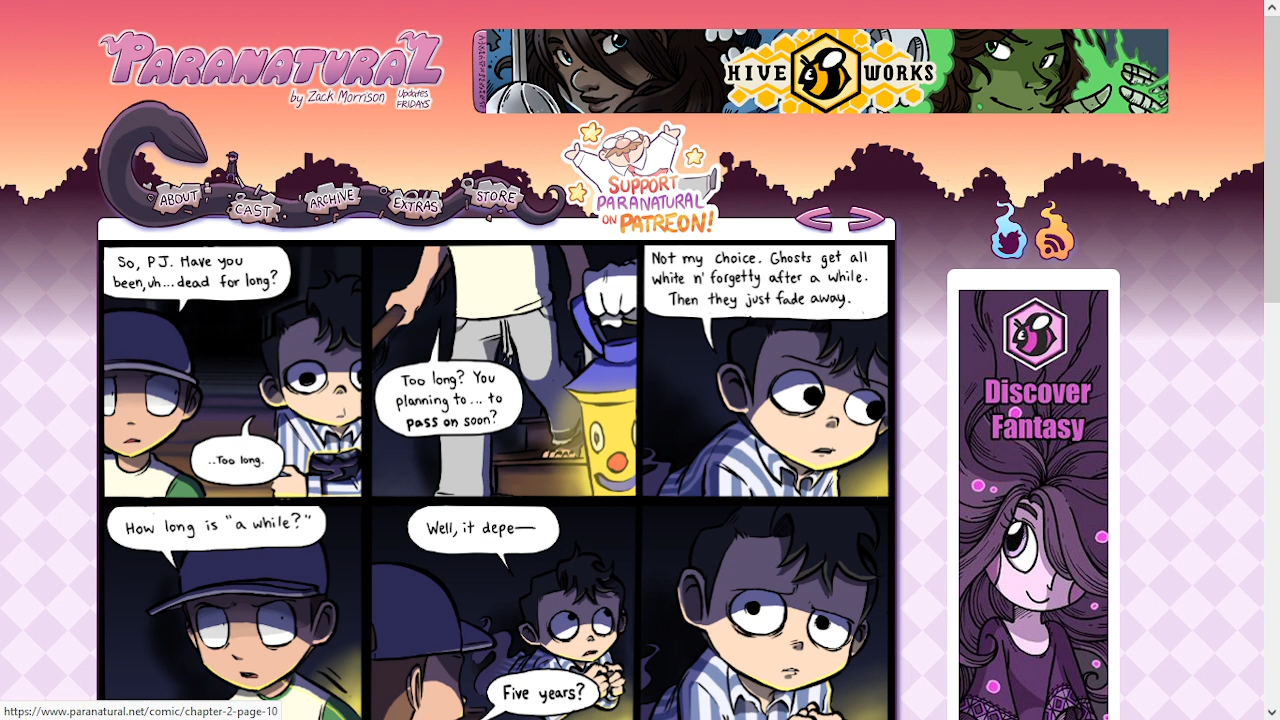 PARANATURAL
by Zack Morrison
Updates
FRIDAYS
HIVE WORKS
ABOUT
CAST
ARCHIVE
EXTRAS
STORE
SUPPORT
PARANATURAL
ON PATREON!
So, PJ. Have you
been, uh... dead for long?
..Too long.
Too long? You
planning to... to
pass on soon?
Not my choice. Ghosts get all
white n' forgetty after a while.
Then they just fade away.
How long is "a while?"
Well, it depe—
Five years?
Discover
Fantasy
https://www.paranatural.net/comic/chapter-2-page-10